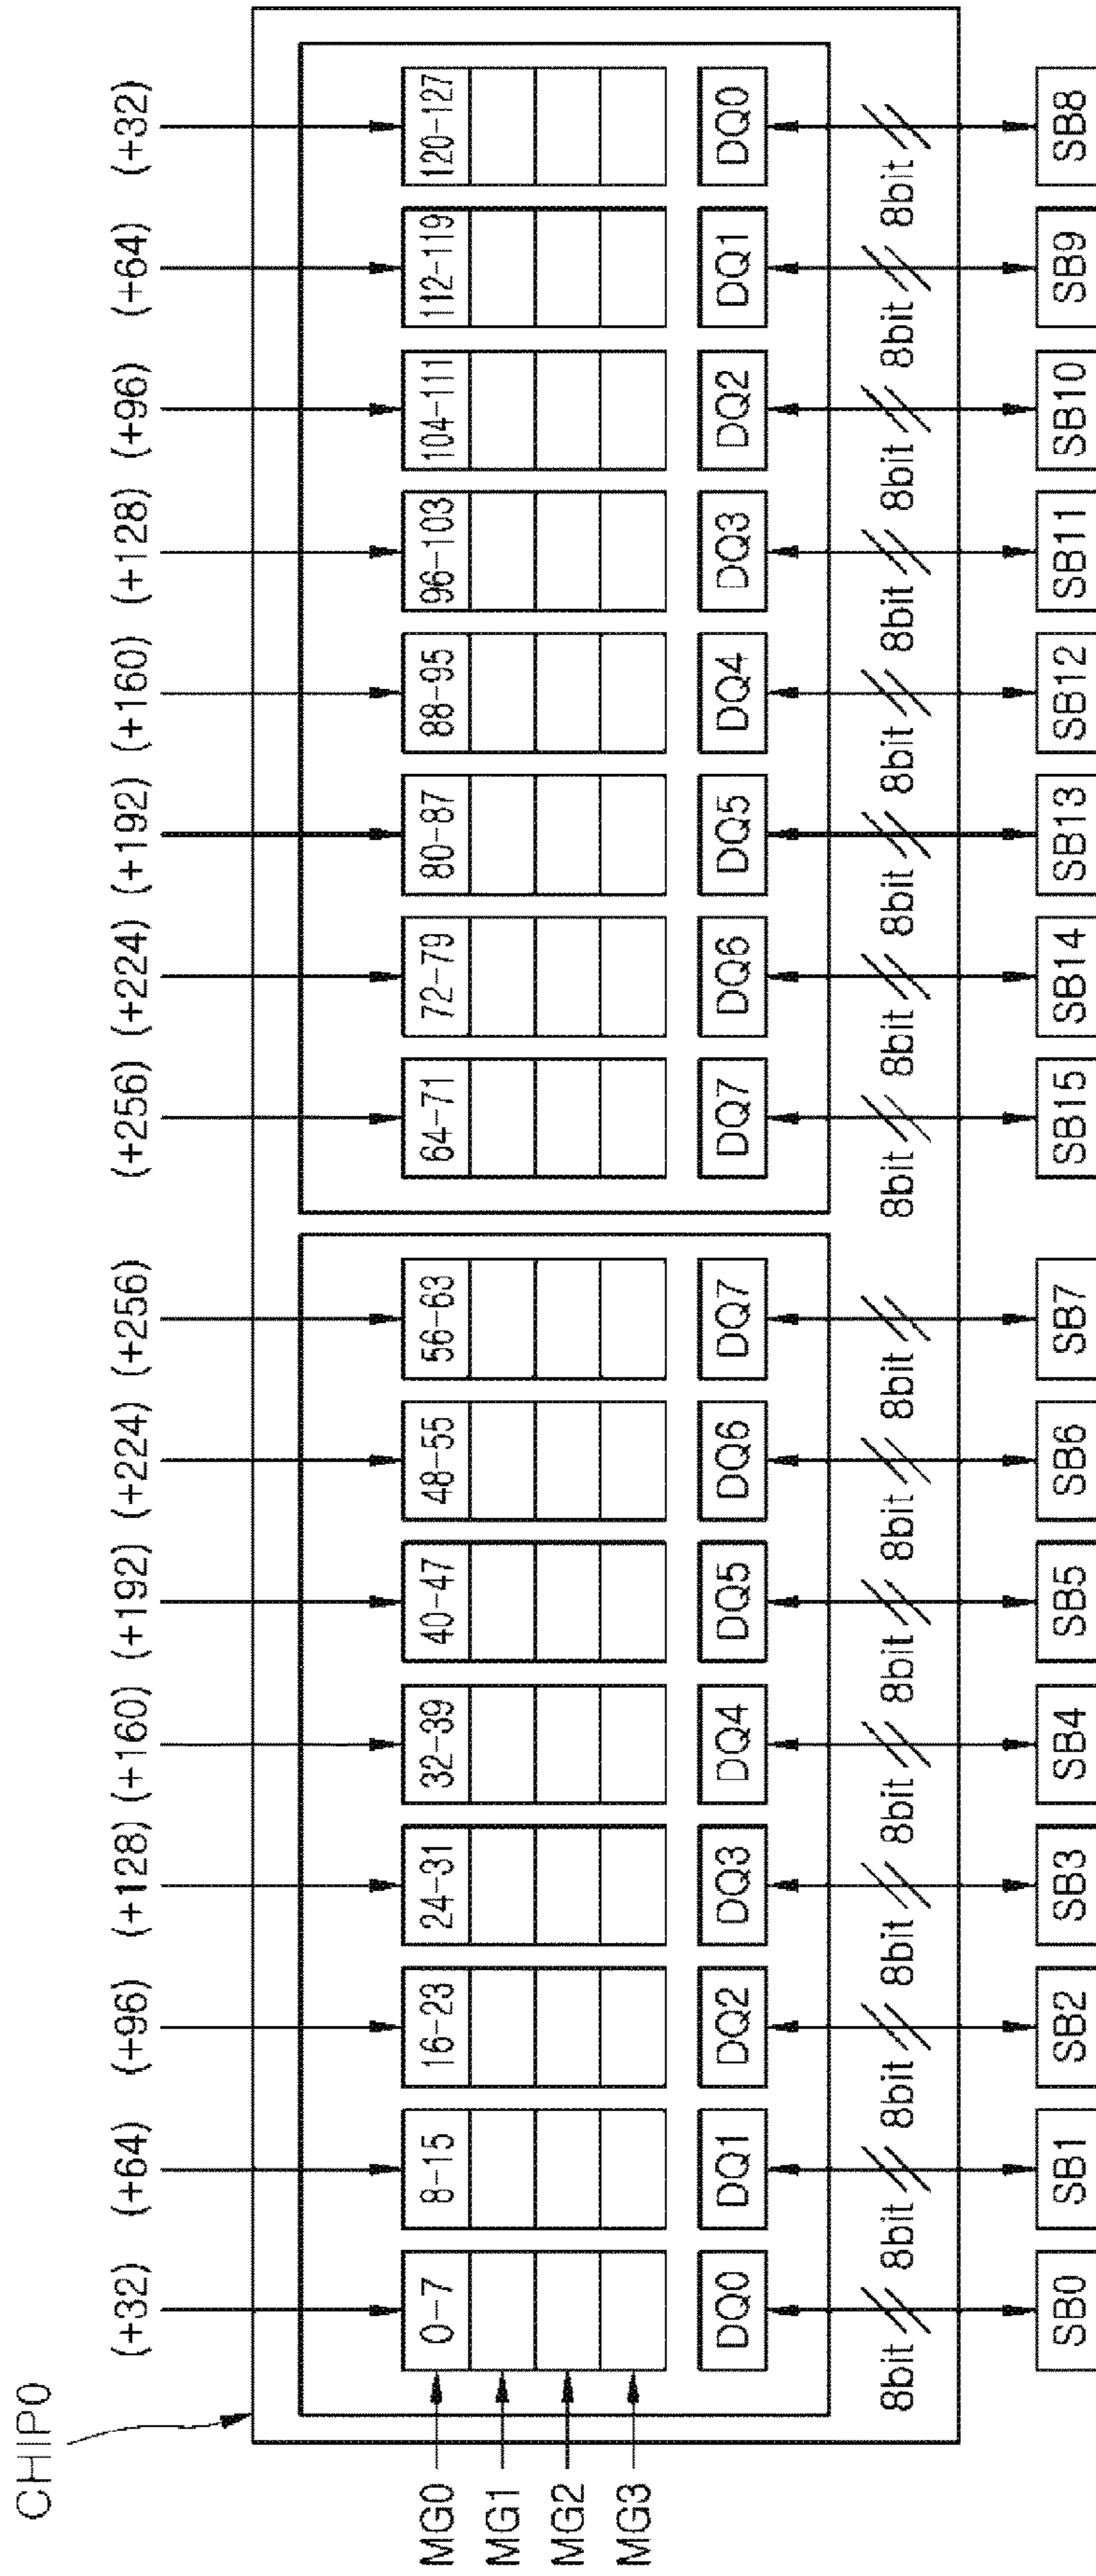 CHIP0
(+32) (+64) (+96) (+128) (+160) (+192) (+224) (+256) (+256) (+224) (+192) (+160) (+128) (+96) (+64) (+32)
MG0 0-7 8-15 16-23 24-31 32-39 40-47 48-55 56-63 64-71 72-79 80-87 88-95 96-103 104-111 112-119 120-127
MG1
MG2
MG3
DQ0 DQ1 DQ2 DQ3 DQ4 DQ5 DQ6 DQ7 DQ7 DQ6 DQ5 DQ4 DQ3 DQ2 DQ1 DQ0
8bit 8bit 8bit 8bit 8bit 8bit 8bit 8bit 8bit 8bit 8bit 8bit 8bit 8bit 8bit 8bit
SB0 SB1 SB2 SB3 SB4 SB5 SB6 SB7 SB15 SB14 SB13 SB12 SB11 SB10 SB9 SB8